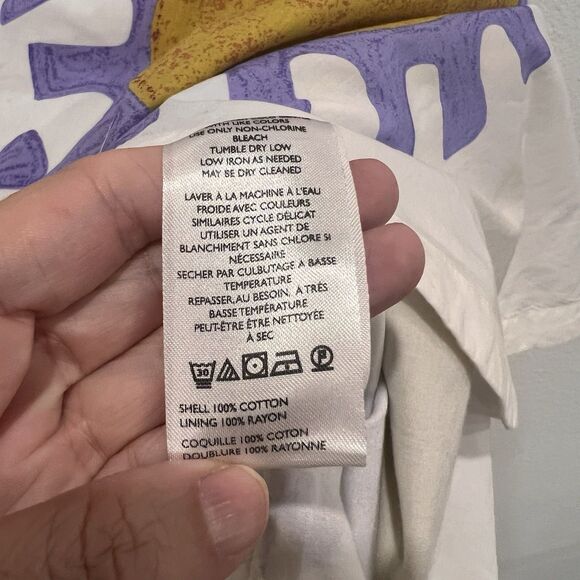 WITH LIKE COLORS
USE ONLY NON-CHLORINE
BLEACH
TUMBLE DRY LOW
LOW IRON AS NEEDED
MAY BE DRY CLEANED
LAVER À LA MACHINE À L'EAU
FROIDE AVEC COULEURS
SIMILAIRES CYCLE DÉLICAT
UTILISER UN AGENT DE
BLANCHIMENT SANS CHLORE SI
NÉCESSAIRE
SECHER PAR CULBUTAGE A BASSE
TEMPERATURE
REPASSER, AU BESOIN, À TRÉS
BASSE TEMPÉRATURE
PEUT-ÊTRE ÊTRE NETTOYÉE
À SEC
30 P
SHELL 100% COTTON
LINING 100% RAYON
COQUILLE 100% COTON
DOUBLURE 100% RAYONNE